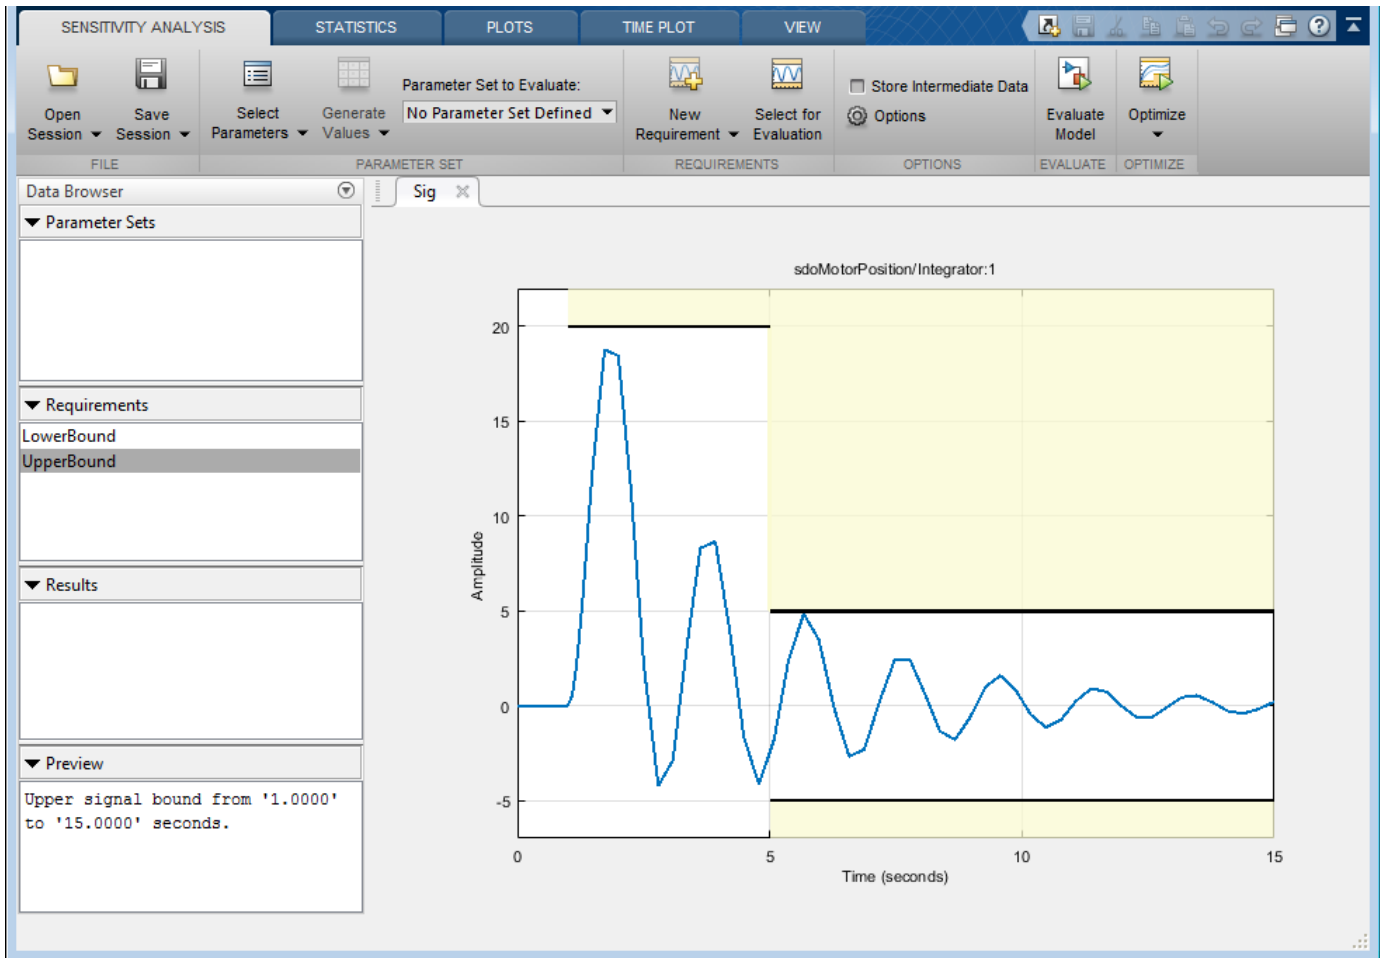 SENSITIVITY ANALYSIS STATISTICS PLOTS TIME PLOT VIEW
Open Session
Save Session
Select Parameters
Generate Values
Parameter Set to Evaluate:
No Parameter Set Defined
New Requirement
Select for Evaluation
Store Intermediate Data
Options
Evaluate Model
Optimize
FILE PARAMETER SET REQUIREMENTS OPTIONS EVALUATE OPTIMIZE
Data Browser
Sig
Parameter Sets
Requirements
LowerBound
UpperBound
Results
Preview
Upper signal bound from '1.0000'
to '15.0000' seconds.
sdoMotorPosition/Integrator:1
20
15
10
5
0
-5
Amplitude
0 5 10 15
Time (seconds)